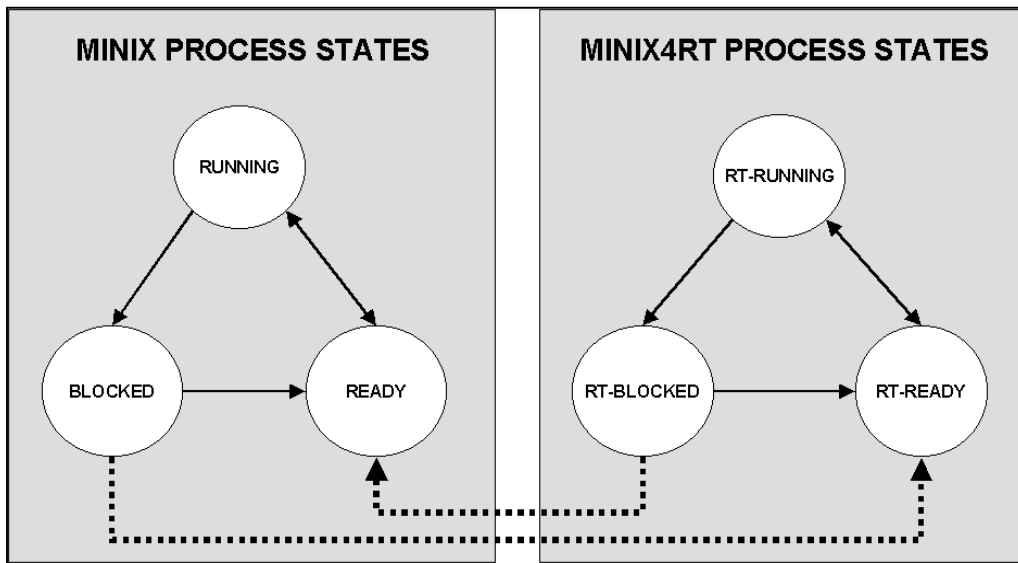 MINIX PROCESS STATES
RUNNING
BLOCKED
READY
MINIX4RT PROCESS STATES
RT-RUNNING
RT-BLOCKED
RT-READY